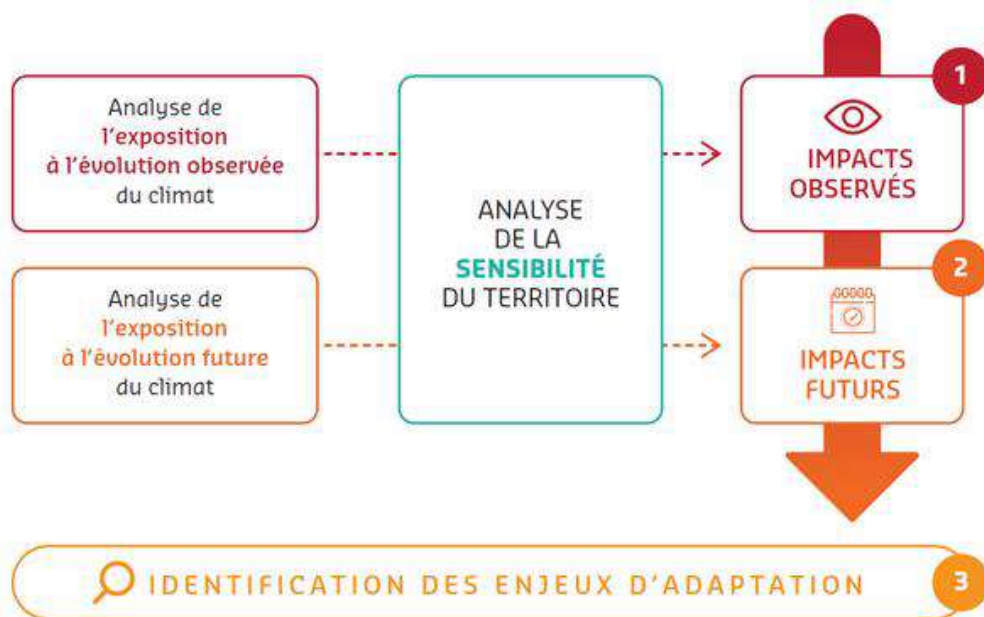 Analyse de
l'exposition
à l'évolution observée
du climat
ANALYSE
DE LA
SENSIBILITÉ
DU TERRITOIRE
1
IMPACTS
OBSERVÉS
Analyse de
l'exposition
à l'évolution future
du climat
2
IMPACTS
FUTURS
IDENTIFICATION DES ENJEUX D'ADAPTATION
3